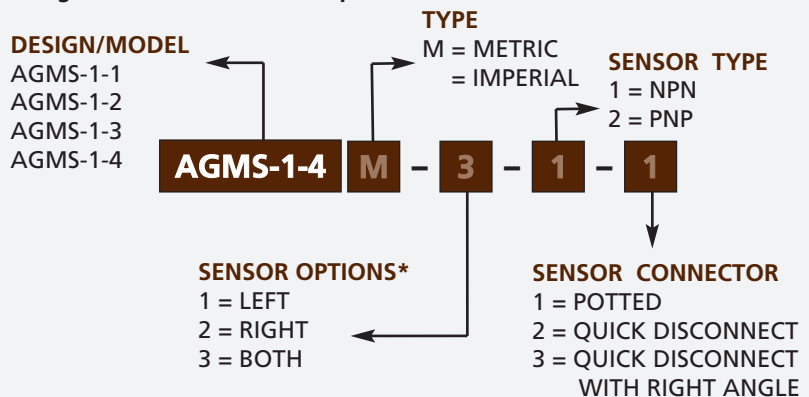 TYPE
M = METRIC
= IMPERIAL
DESIGN/MODEL
AGMS-1-1
AGMS-1-2
AGMS-1-3
AGMS-1-4
SENSOR TYPE
1 = NPN
2 = PNP
AGMS-1-4 M - 3 - 1 - 1
SENSOR OPTIONS*
1 = LEFT
2 = RIGHT
3 = BOTH
SENSOR CONNECTOR
1 = POTTED
2 = QUICK DISCONNECT
3 = QUICK DISCONNECT
WITH RIGHT ANGLE